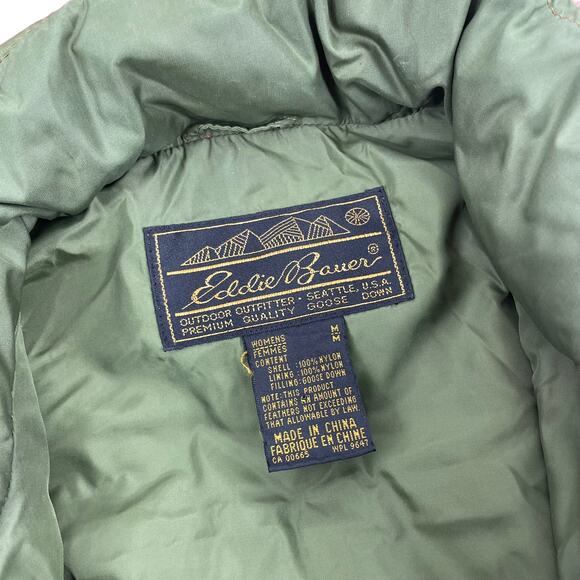 Eddie Bauer®
OUTDOOR OUTFITTER · SEATTLE, U.S.A.
PREMIUM QUALITY GOOSE DOWN
WOMENS M
FEMMES M
CONTENT
SHELL :100% NYLON
LINING :100% NYLON
FILLING:GOOSE DOWN
NOTE:THIS PRODUCT
CONTAINS AN AMOUNT OF
FEATHERS NOT EXCEEDING
THAT ALLOWABLE BY LAW.
MADE IN CHINA
FABRIQUE EN CHINE
CA 00665 WPL 9647